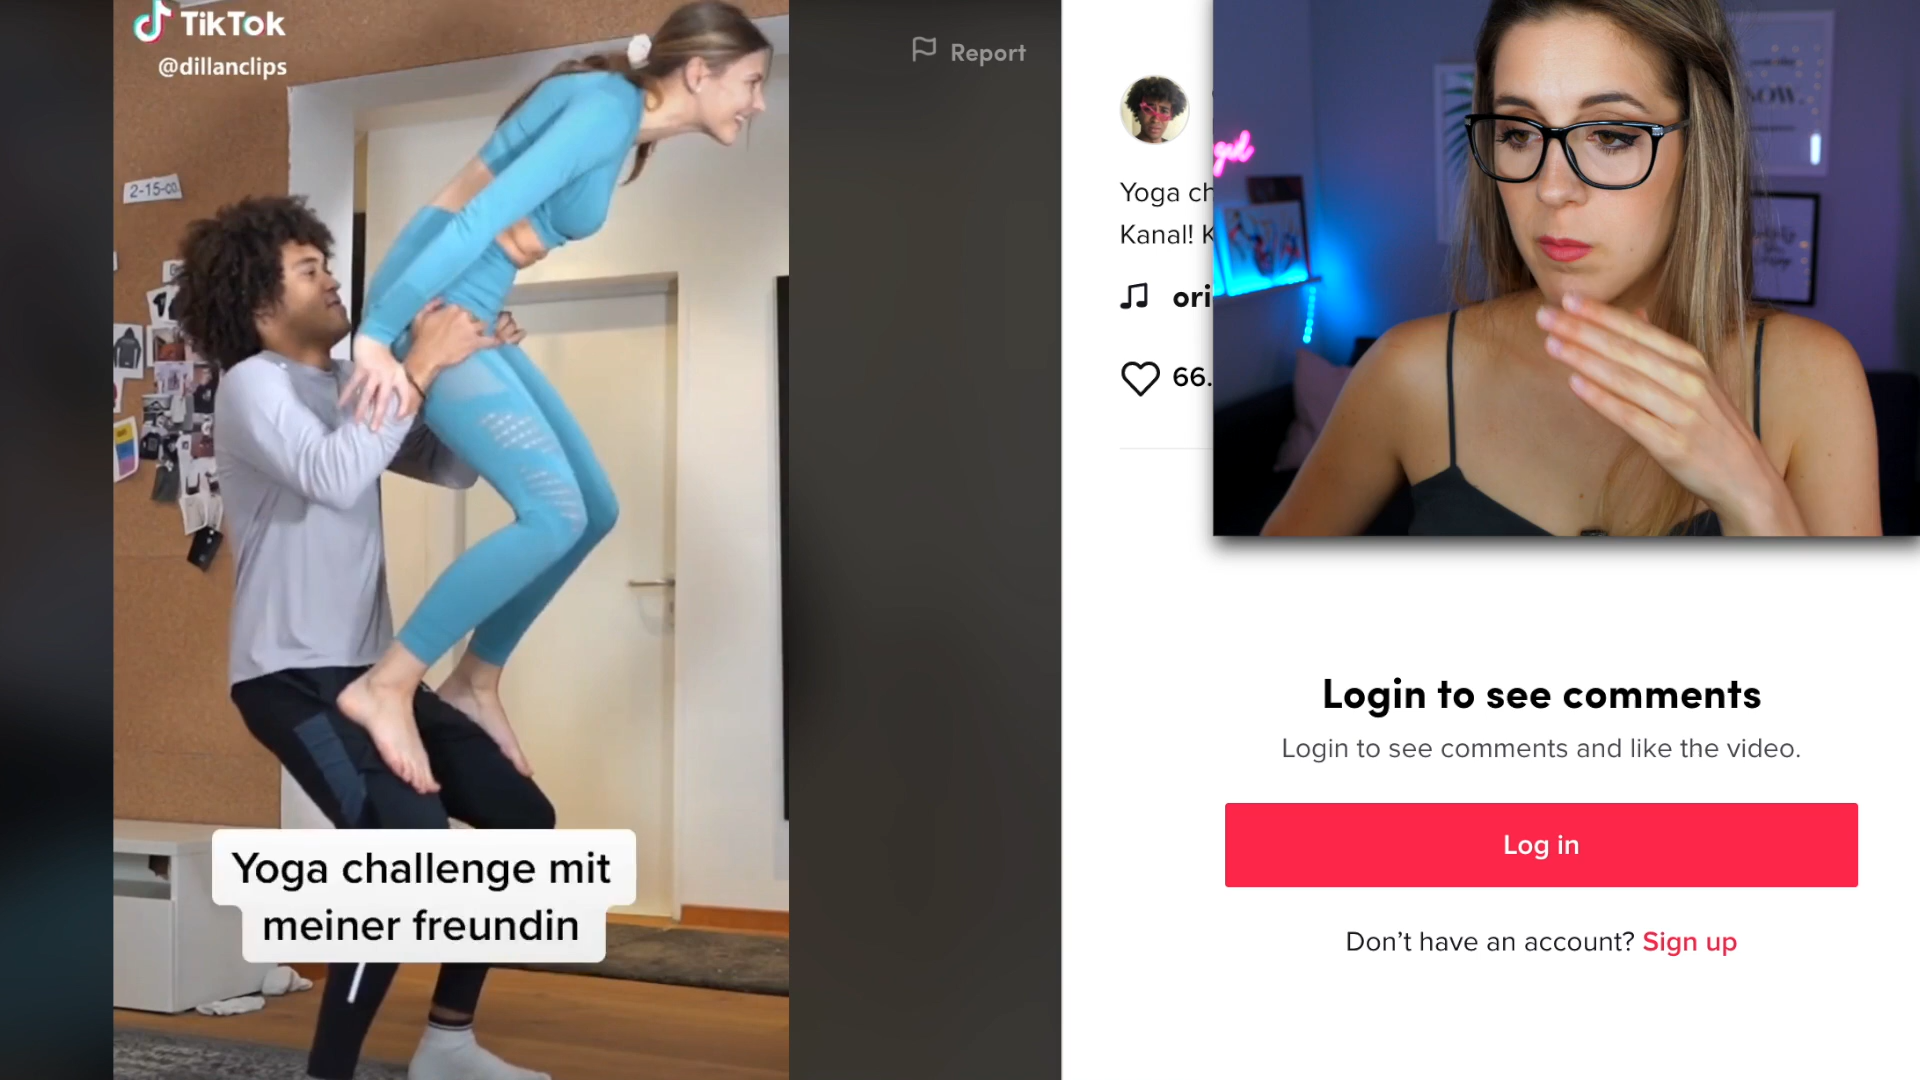 TikTok
@dillanclips
2-15-co
Report
Yoga ch
Kanal! K
ori
66.
Yoga challenge mit
meiner freundin
Login to see comments
Login to see comments and like the video.
Log in
Don’t have an account? Sign up